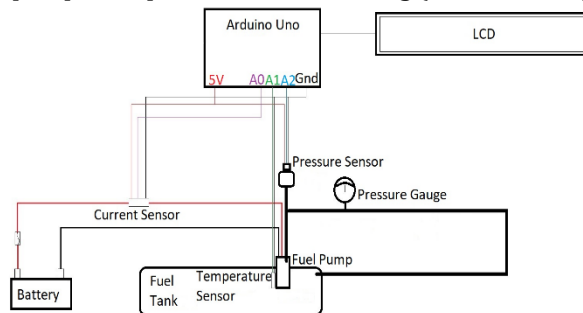 Arduino Uno
LCD
5V A0 A1 A2 Gnd
Pressure Sensor
Pressure Gauge
Current Sensor
Fuel Pump
Fuel Temperature
Tank Sensor
Battery